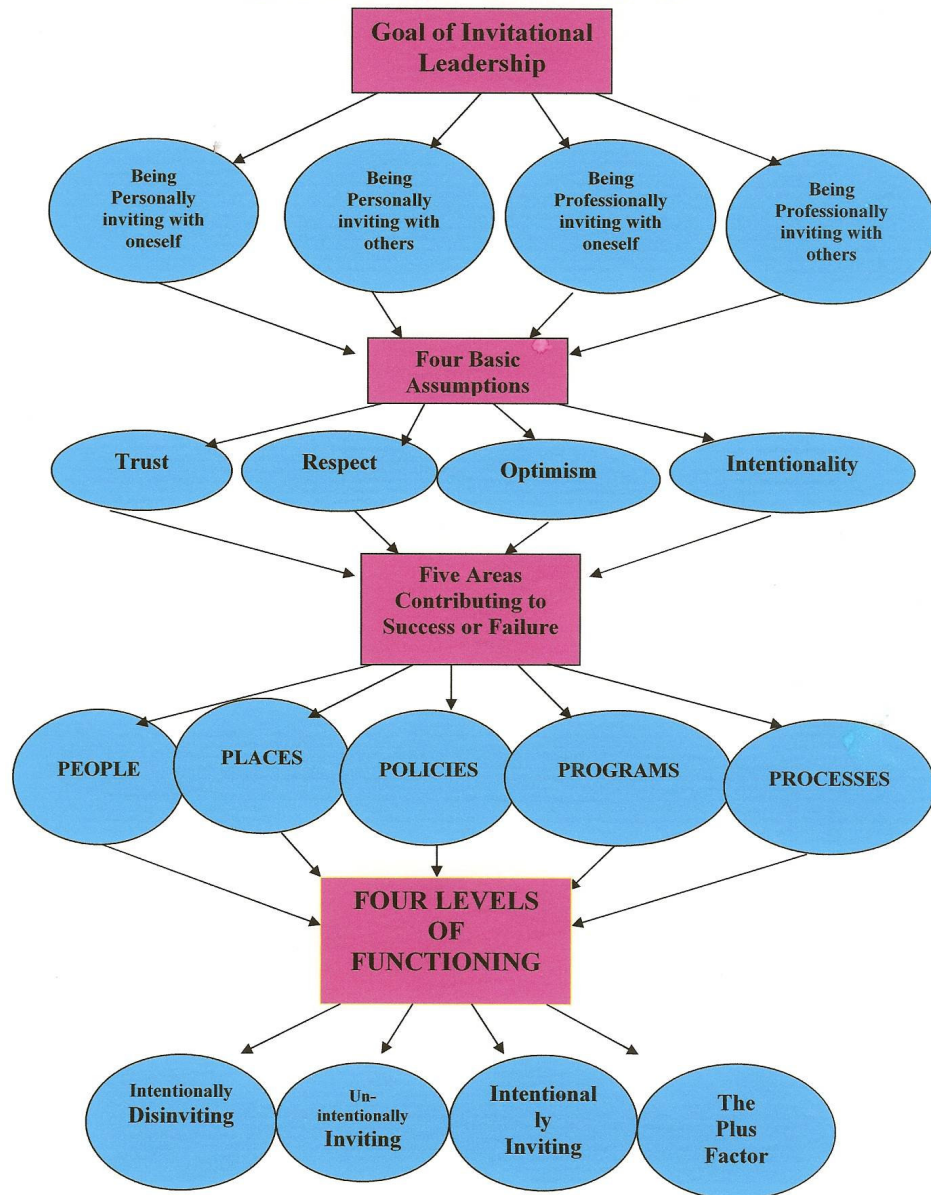 Goal of Invitational
Leadership
Being
Personally
inviting with
oneself
Being
Personally
inviting with
others
Being
Professionally
inviting with
oneself
Being
Professionally
inviting with
others
Four Basic
Assumptions
Trust
Respect
Optimism
Intentionality
Five Areas
Contributing to
Success or Failure
PEOPLE
PLACES
POLICIES
PROGRAMS
PROCESSES
FOUR LEVELS
OF
FUNCTIONING
Intentionally
Disinviting
Un-
intentionally
Inviting
Intentional
ly
Inviting
The
Plus
Factor